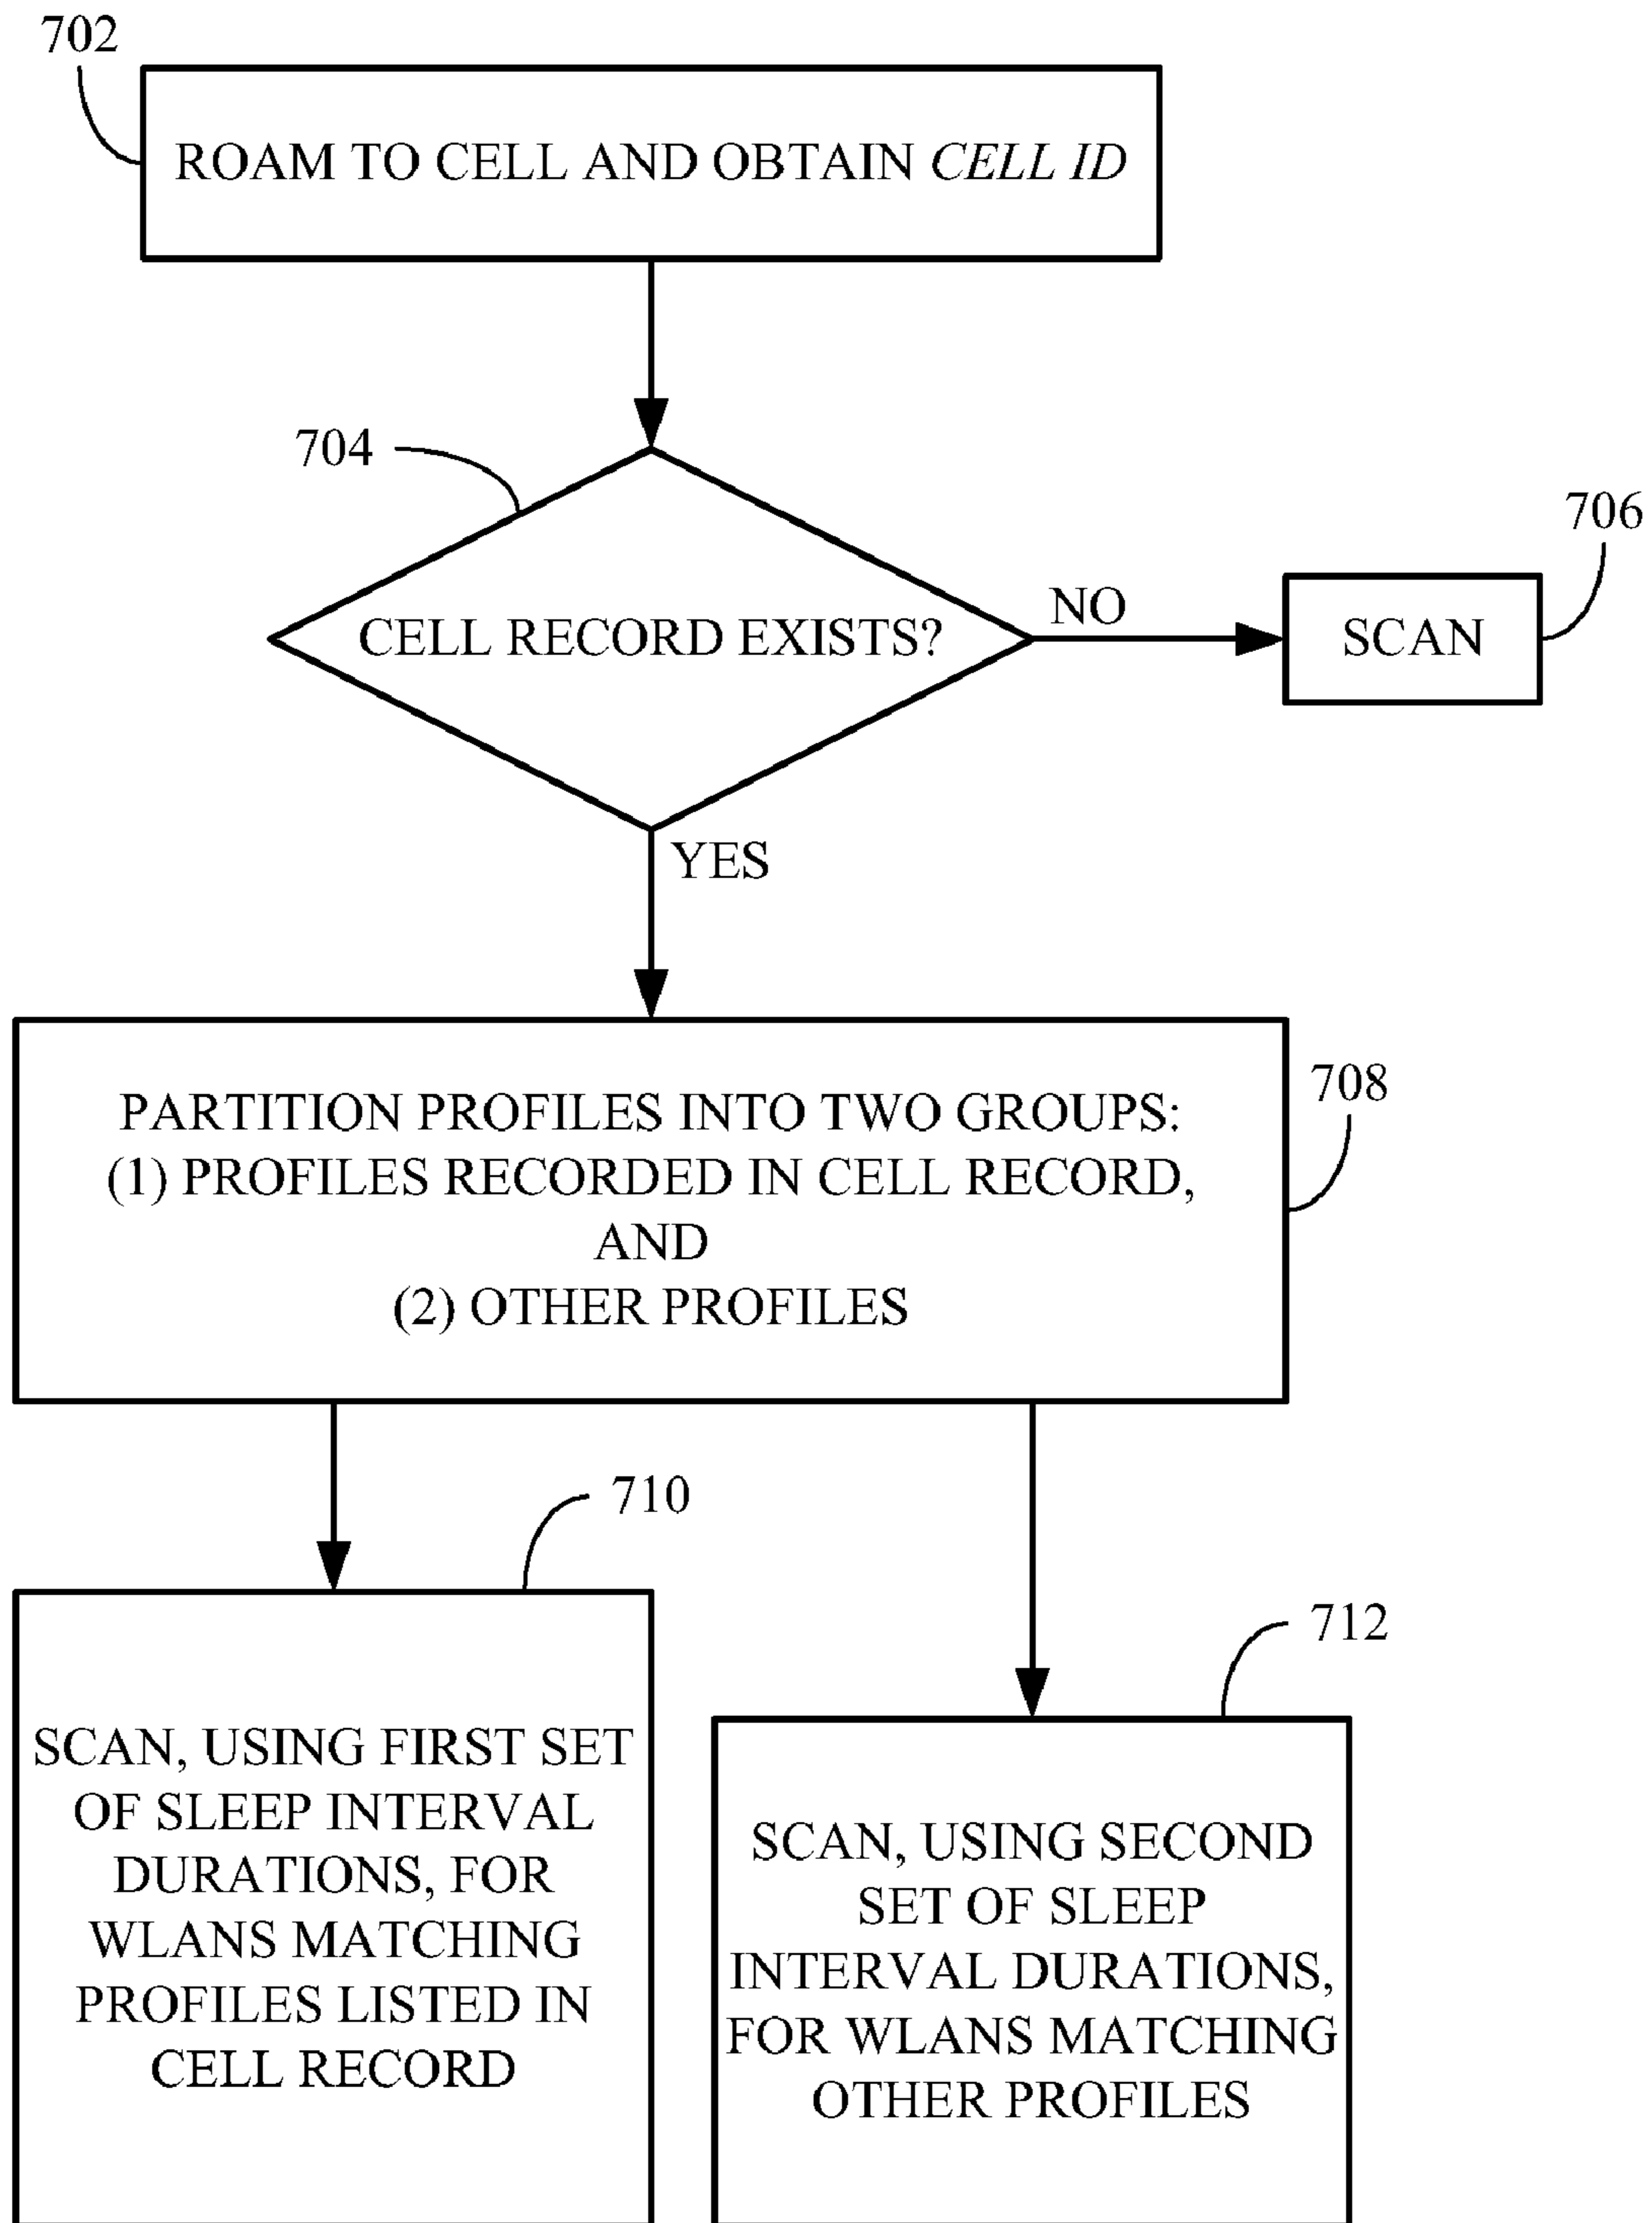 702
ROAM TO CELL AND OBTAIN CELL ID
704
CELL RECORD EXISTS?
NO
706
SCAN
YES
708
PARTITION PROFILES INTO TWO GROUPS:
(1) PROFILES RECORDED IN CELL RECORD,
AND
(2) OTHER PROFILES
710
SCAN, USING FIRST SET
OF SLEEP INTERVAL
DURATIONS, FOR
WLANS MATCHING
PROFILES LISTED IN
CELL RECORD
712
SCAN, USING SECOND
SET OF SLEEP
INTERVAL DURATIONS,
FOR WLANS MATCHING
OTHER PROFILES